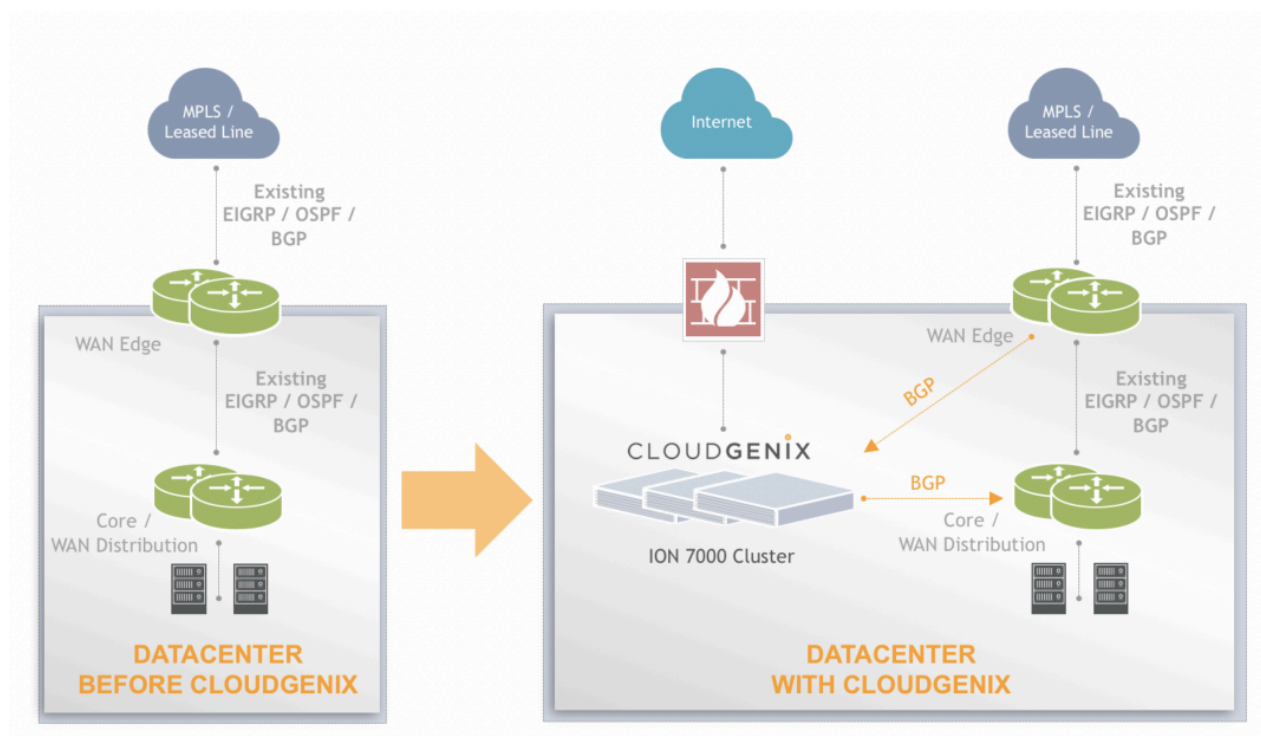 MPLS /
Leased Line
Existing
EIGRP / OSPF /
BGP
WAN Edge
Existing
EIGRP / OSPF /
BGP
Core /
WAN Distribution
DATACENTER
BEFORE CLOUDGENIX
Internet
MPLS /
Leased Line
Existing
EIGRP / OSPF /
BGP
WAN Edge
BGP
Existing
EIGRP / OSPF /
BGP
CLOUDGENIX
BGP
ION 7000 Cluster
Core /
WAN Distribution
DATACENTER
WITH CLOUDGENIX